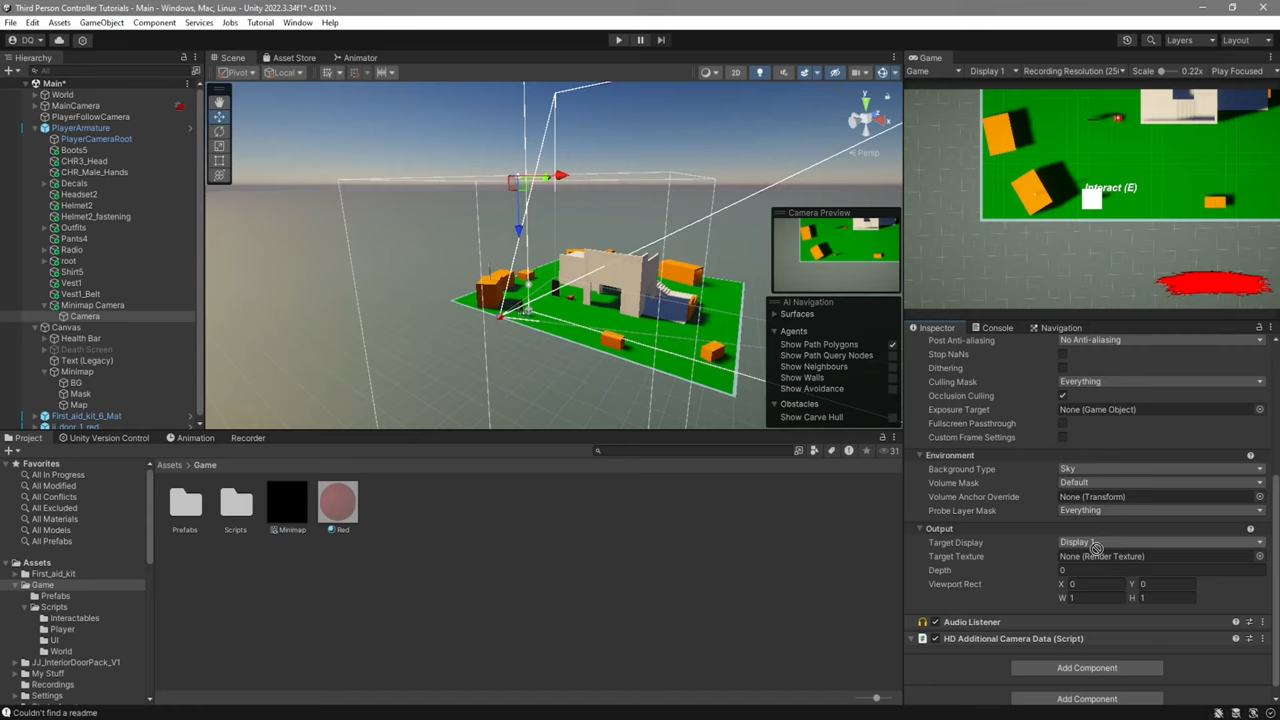 Third Person Controller Tutorials - Main - Windows, Mac, Linux - Unity 2022.3.34f1* <DX11>
File Edit Assets GameObject Component Services Jobs Tutorial Window Help
DQ
Layers Layout
Hierarchy
All
Main*
World
MainCamera
PlayerFollowCamera
PlayerArmature
PlayerCameraRoot
Boots5
CHR3_Head
CHR_Male_Hands
Decals
Headset2
Helmet2
Helmet2_fastening
Outfits
Pants4
Radio
root
Shirt5
Vest1
Vest1_Belt
Minimap Camera
Camera
Canvas
Health Bar
Death Screen
Text (Legacy)
Minimap
BG
Mask
Map
First_aid_kit_6_Mat
jj_door_1_red
Scene Asset Store Animator
Pivot Local 2D
y
x
Persp
Camera Preview
AI Navigation
Surfaces
Agents
Show Path Polygons
Show Path Query Nodes
Show Neighbours
Show Walls
Show Avoidance
Obstacles
Show Carve Hull
Game
Game Display 1 Recording Resolution (25 Scale 0.22x Play Focused
Interact (E)
Inspector Console Navigation
Post Anti-aliasing No Anti-aliasing
Stop NaNs
Dithering
Culling Mask Everything
Occlusion Culling
Exposure Target None (Game Object)
Fullscreen Passthrough
Custom Frame Settings
Environment
Background Type Sky
Volume Mask Default
Volume Anchor Override None (Transform)
Probe Layer Mask Everything
Output
Target Display Display 1
Target Texture None (Render Texture)
Depth 0
Viewport Rect X 0 Y 0
W 1 H 1
Audio Listener
HD Additional Camera Data (Script)
Add Component
Add Component
Project Unity Version Control Animation Recorder
31
Favorites
All In Progress
All Modified
All Conflicts
All Excluded
All Materials
All Models
All Prefabs
Assets
First_aid_kit
Game
Prefabs
Scripts
Interactables
Player
UI
World
JJ_InteriorDoorPack_V1
My Stuff
Recordings
Settings
Assets > Game
Prefabs Scripts Minimap Red
Couldn't find a readme